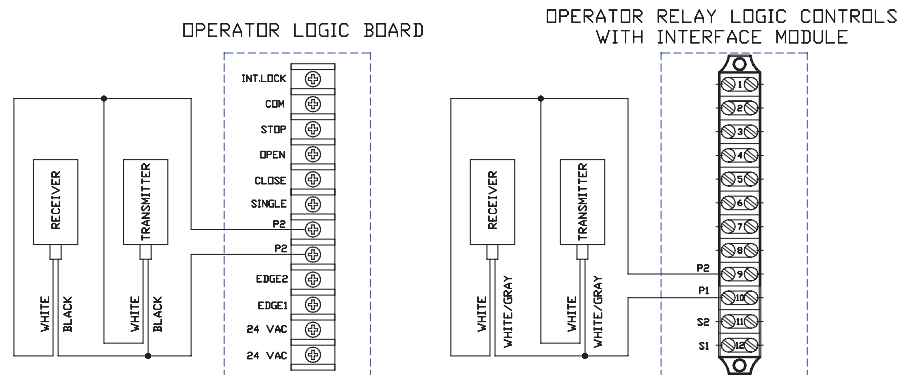 OPERATOR LOGIC BOARD
INT.LOCK
COM
STOP
OPEN
CLOSE
SINGLE
P2
P2
EDGE2
EDGE1
24 VAC
24 VAC
RECEIVER
TRANSMITTER
WHITE
BLACK
WHITE
BLACK
OPERATOR RELAY LOGIC CONTROLS
WITH INTERFACE MODULE
1
2
3
4
5
6
7
8
P2 9
P1 10
S2 11
S1 12
RECEIVER
TRANSMITTER
WHITE
WHITE/GRAY
WHITE
WHITE/GRAY